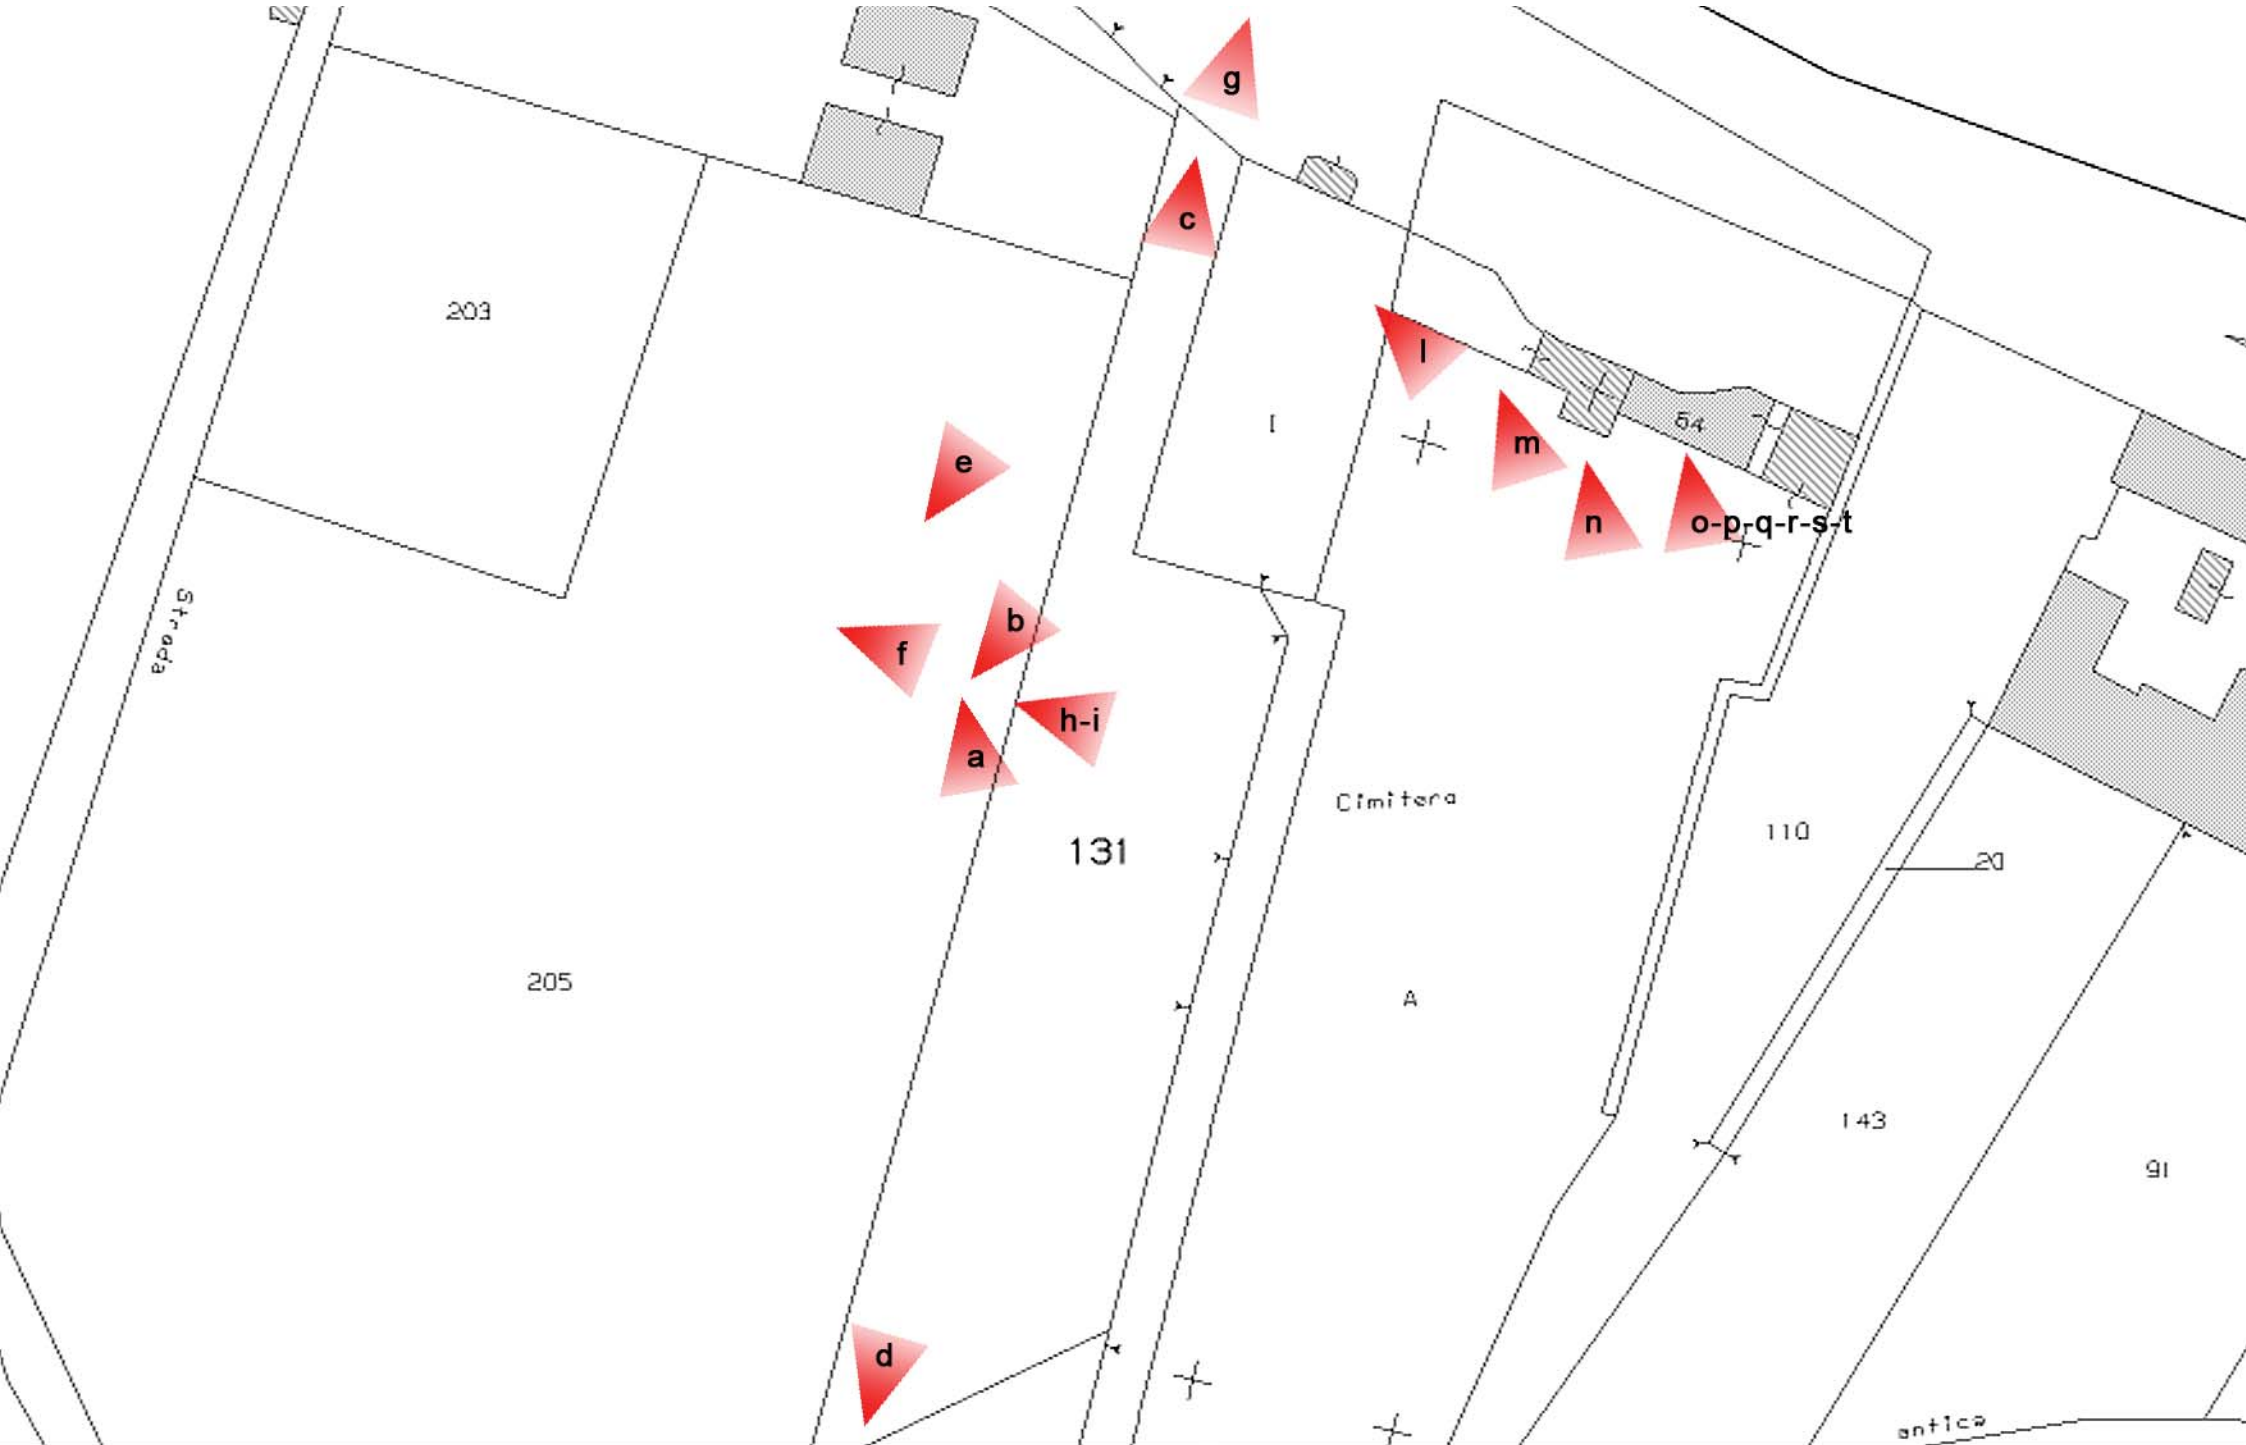 g
c
203
l
I
54
m
e
n
o-p-q-r-s-t
b
Strada
f
h-i
a
Cimitero
131
110
20
205
A
143
91
d
antica